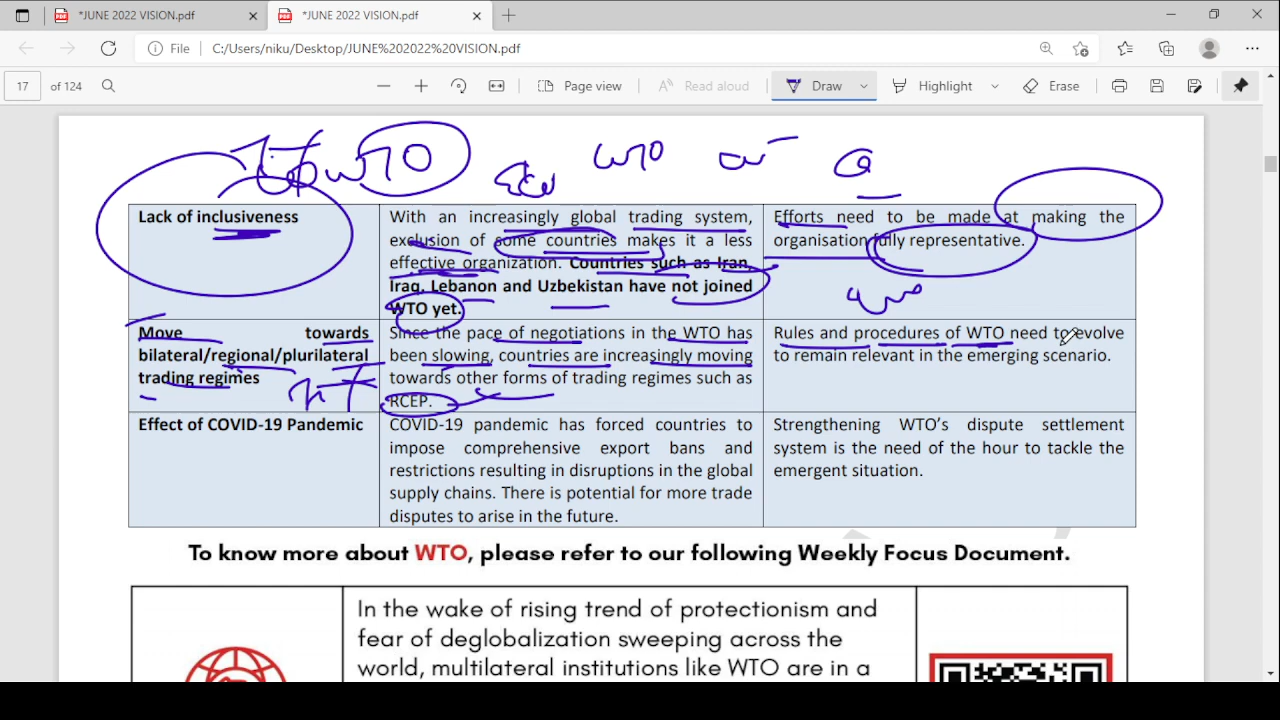 *JUNE 2022 VISION.pdf
*JUNE 2022 VISION.pdf
File
C:/Users/niku/Desktop/JUNE%202022%20VISION.pdf
17 of 124
Page view
Read aloud
Draw
Highlight
Erase
WTO WTO
Lack of inclusiveness
With an increasingly global trading system,
exclusion of some countries makes it a less
effective organization. Countries such as Iran,
Iraq, Lebanon and Uzbekistan have not joined
WTO yet.
Efforts need to be made at making the
organisation fully representative.
Move towards
bilateral/regional/plurilateral
trading regimes
Since the pace of negotiations in the WTO has
been slowing, countries are increasingly moving
towards other forms of trading regimes such as
RCEP.
Rules and procedures of WTO need to evolve
to remain relevant in the emerging scenario.
Effect of COVID-19 Pandemic
COVID-19 pandemic has forced countries to
impose comprehensive export bans and
restrictions resulting in disruptions in the global
supply chains. There is potential for more trade
disputes to arise in the future.
Strengthening WTO's dispute settlement
system is the need of the hour to tackle the
emergent situation.
To know more about WTO, please refer to our following Weekly Focus Document.
In the wake of rising trend of protectionism and
fear of deglobalization sweeping across the
world, multilateral institutions like WTO are in a